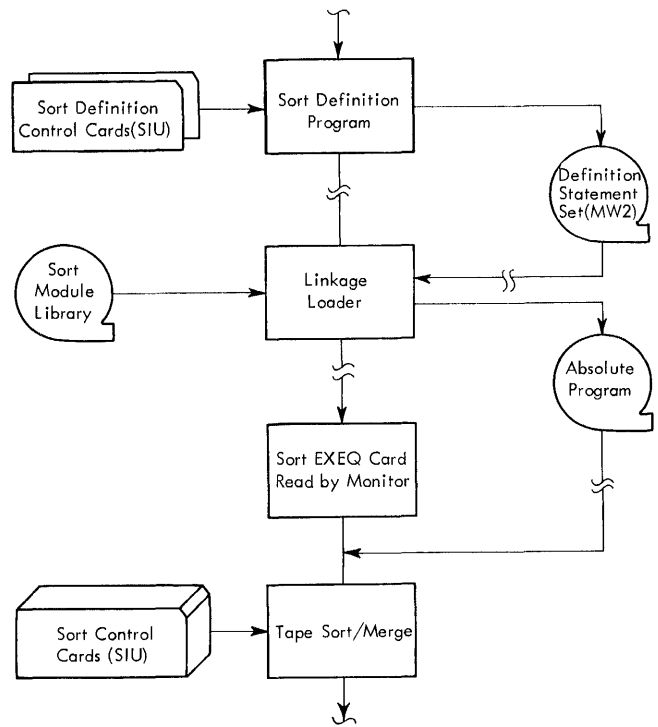 Sort Definition
Control Cards(SIU)
Sort Definition
Program
Definition
Statement
Set(MW2)
Sort
Module
Library
Linkage
Loader
Absolute
Program
Sort EXEQ Card
Read by Monitor
Sort Control
Cards (SIU)
Tape Sort/Merge